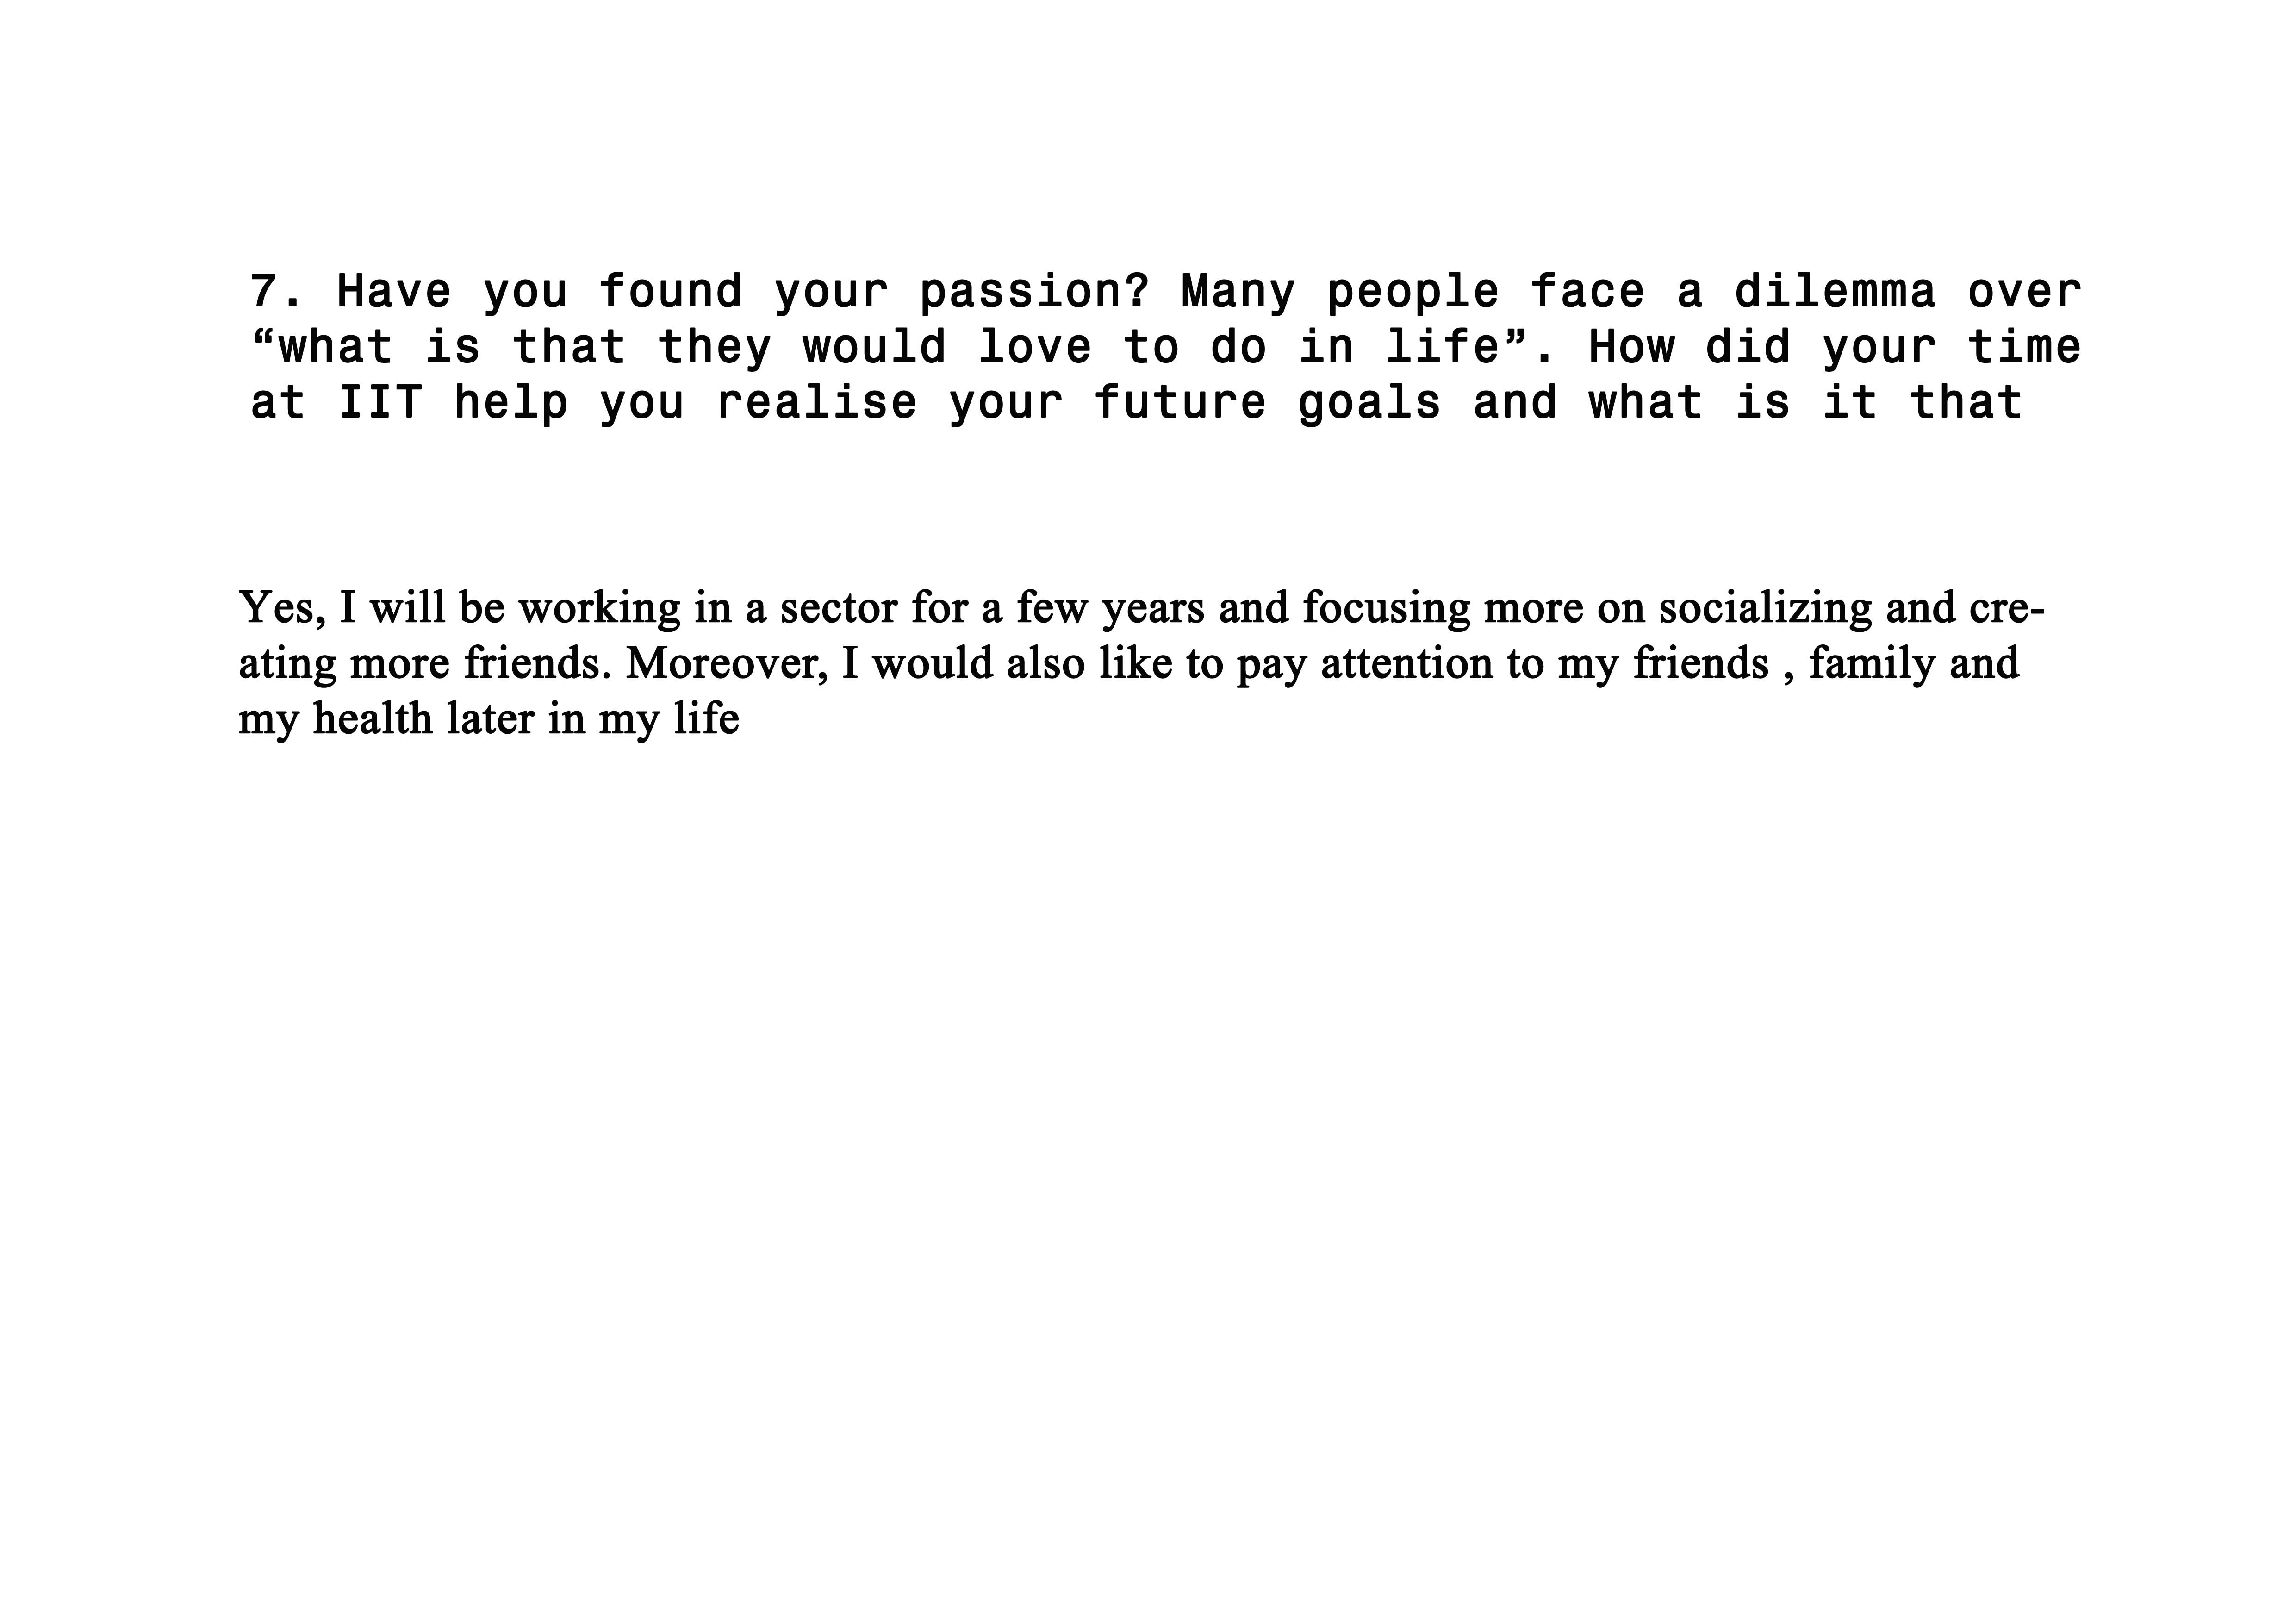 7. Have you found your passion? Many people face a dilemma over
“what is that they would love to do in life”. How did your time
at IIT help you realise your future goals and what is it that
Yes, I will be working in a sector for a few years and focusing more on socializing and cre-
ating more friends. Moreover, I would also like to pay attention to my friends , family and
my health later in my life